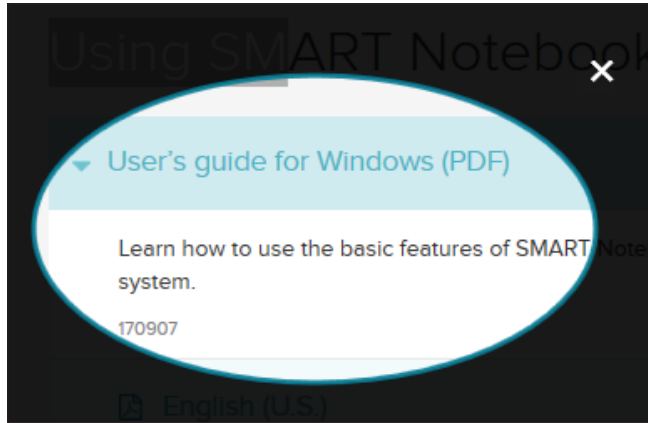 Using SMART Notebook
User's guide for Windows (PDF)
Learn how to use the basic features of SMART Note
system.
170907
English (U.S.)